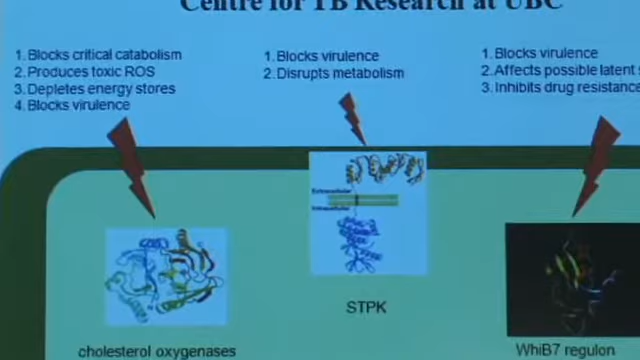 Centre for TB Research at UBC
1. Blocks critical catabolism
2. Produces toxic ROS
3. Depletes energy stores
4. Blocks virulence
1. Blocks virulence
2. Disrupts metabolism
1. Blocks virulence
2. Affects possible latent
3. Inhibits drug resistance
Extracellular
Intracellular
STPK
cholesterol oxygenases
WhiB7 regulon